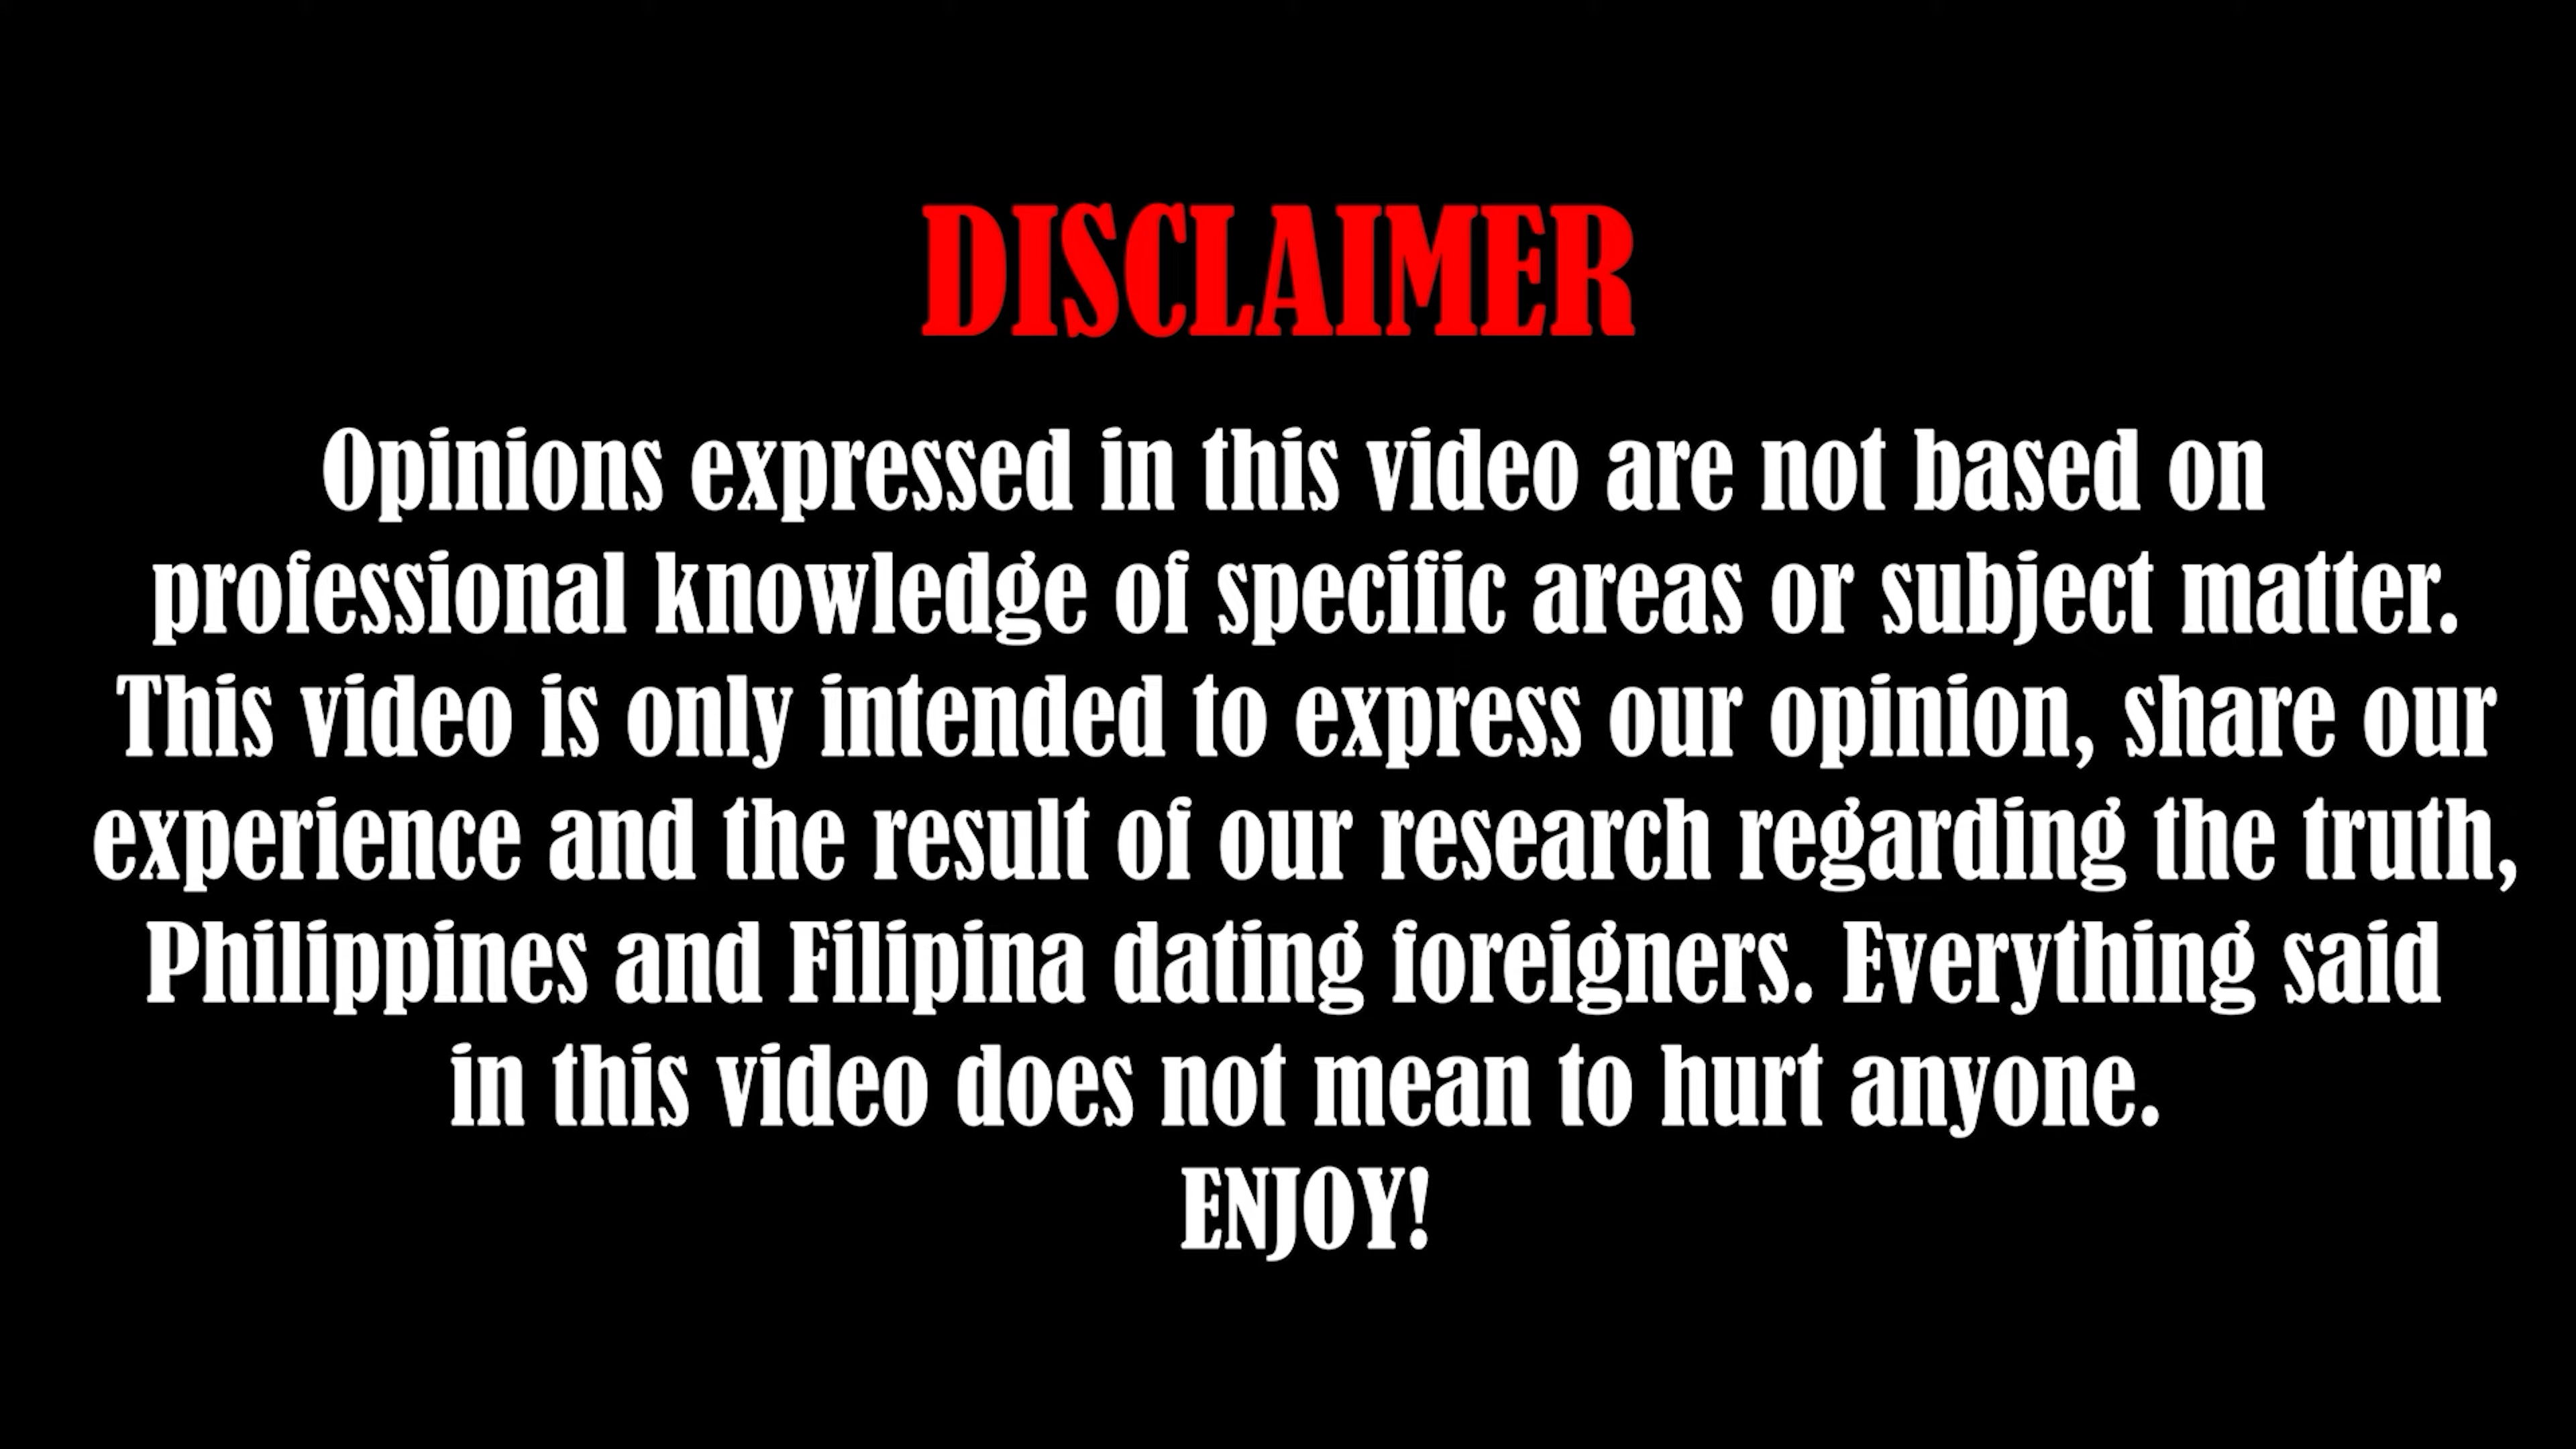 DISCLAIMER
Opinions expressed in this video are not based on
professional knowledge of specific areas or subject matter.
This video is only intended to express our opinion, share our
experience and the result of our research regarding the truth,
Philippines and Filipina dating foreigners. Everything said
in this video does not mean to hurt anyone.
ENJOY!